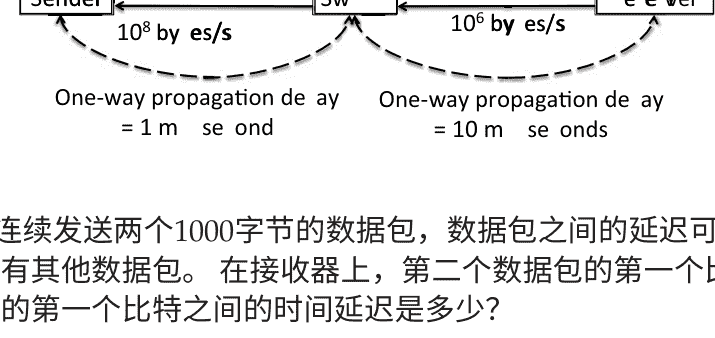 Sender Sw
10⁸ by es/s 10⁶ by es/s
One-way propagation de ay One-way propagation de ay
= 1 m se ond = 10 m se onds
连续发送两个1000字节的数据包，数据包之间的延迟可
有其他数据包。 在接收器上，第二个数据包的第一个比
的第一个比特之间的时间延迟是多少？